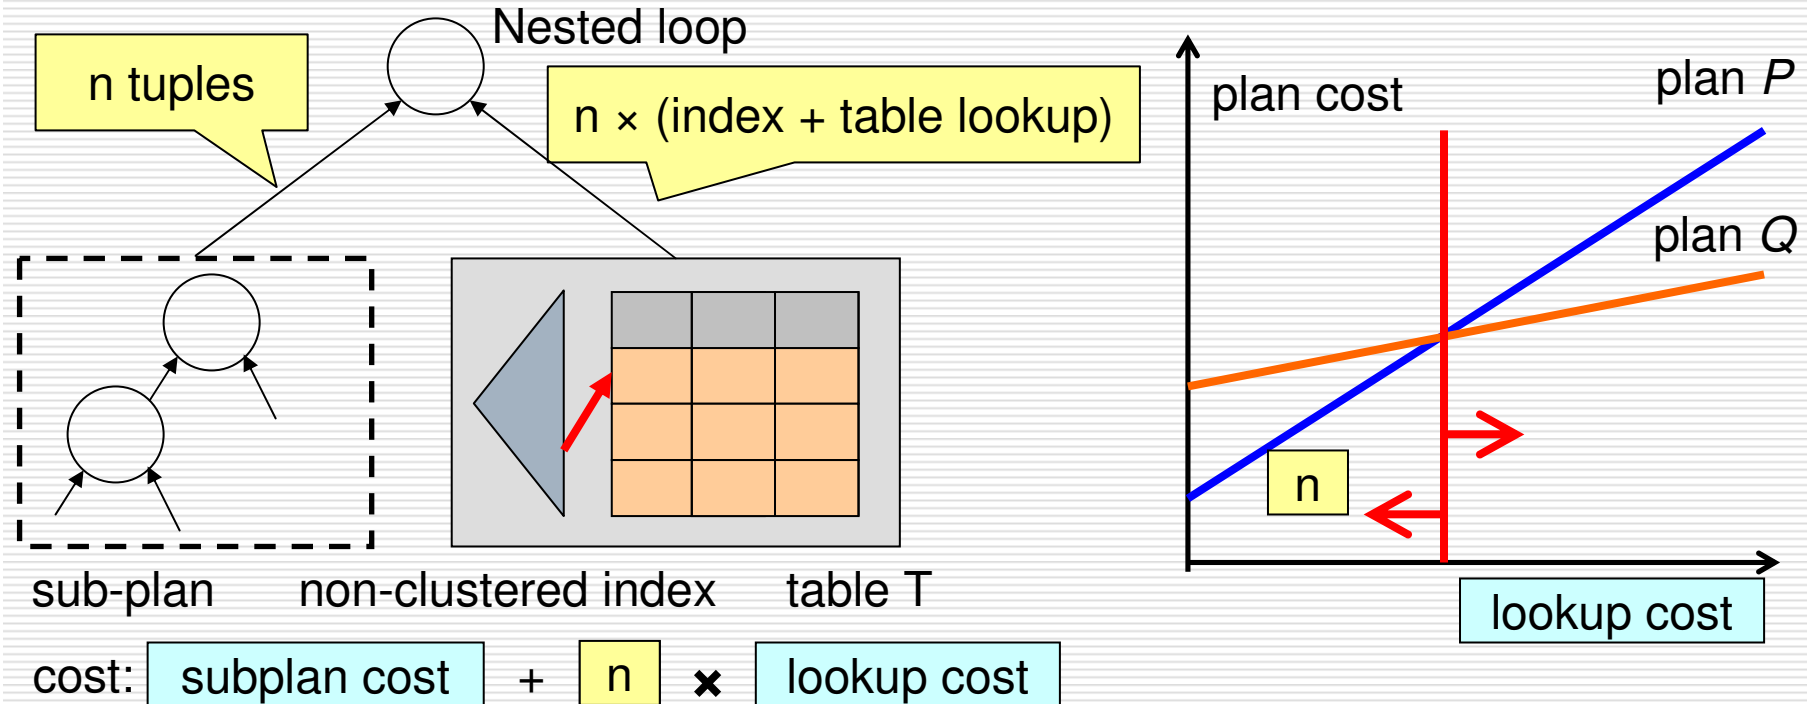 Nested loop
n tuples
n × (index + table lookup)
sub-plan
non-clustered index
table T
cost: subplan cost + n × lookup cost
plan cost
plan P
plan Q
n
lookup cost